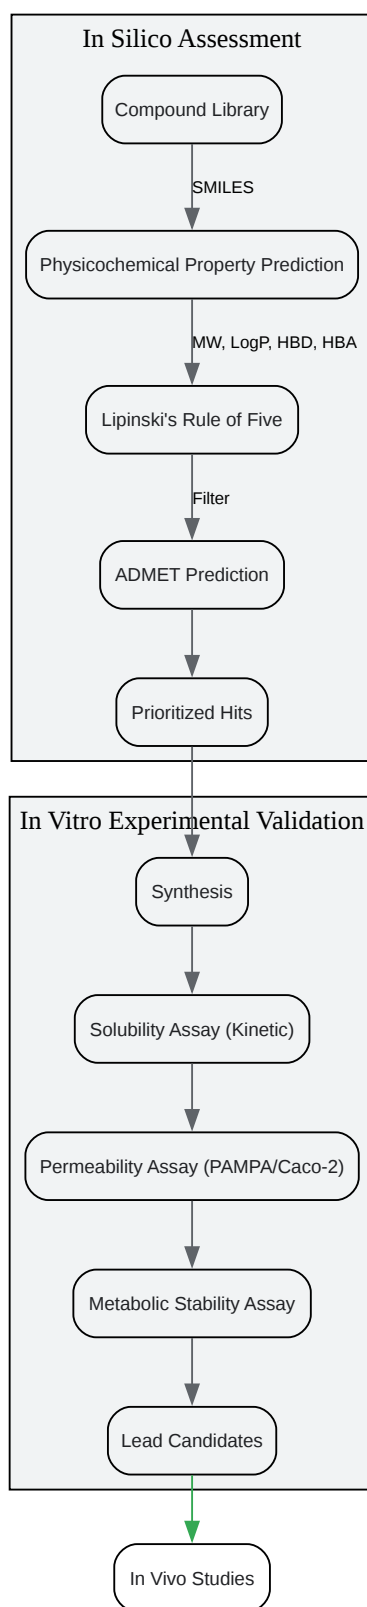 In Silico Assessment
Compound Library
SMILES
Physicochemical Property Prediction
MW, LogP, HBD, HBA
Lipinski's Rule of Five
Filter
ADMET Prediction
Prioritized Hits
In Vitro Experimental Validation
Synthesis
Solubility Assay (Kinetic)
Permeability Assay (PAMPA/Caco-2)
Metabolic Stability Assay
Lead Candidates
In Vivo Studies